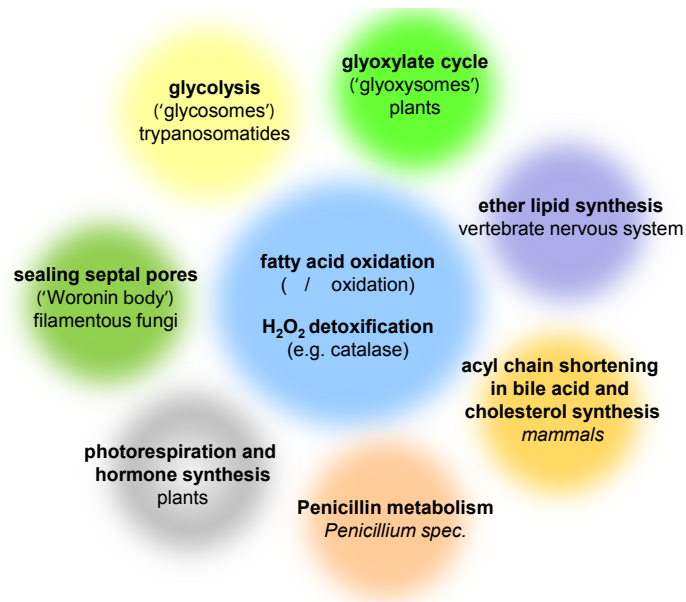 glycolysis
('glycosomes')
trypanosomatides
glyoxylate cycle
('glyoxysomes')
plants
ether lipid synthesis
vertebrate nervous system
sealing septal pores
('Woronin body')
filamentous fungi
fatty acid oxidation
( / oxidation)
H₂O₂ detoxification
(e.g. catalase)
acyl chain shortening
in bile acid and
cholesterol synthesis
mammals
photorespiration and
hormone synthesis
plants
Penicillin metabolism
Penicillium spec.